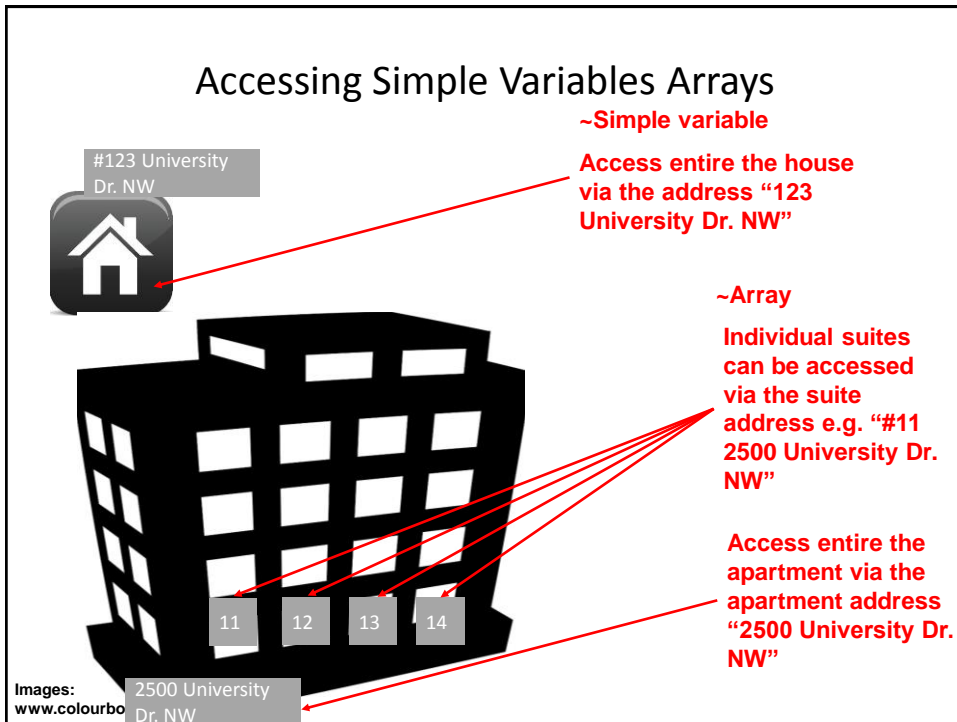 Accessing Simple Variables Arrays
~Simple variable
Access entire the house
via the address “123
University Dr. NW”
#123 University
Dr. NW
~Array
Individual suites
can be accessed
via the suite
address e.g. “#11
2500 University Dr.
NW”
Access entire the
apartment via the
apartment address
“2500 University Dr.
NW”
11 12 13 14
2500 University
Dr. NW
Images:
www.colourbo